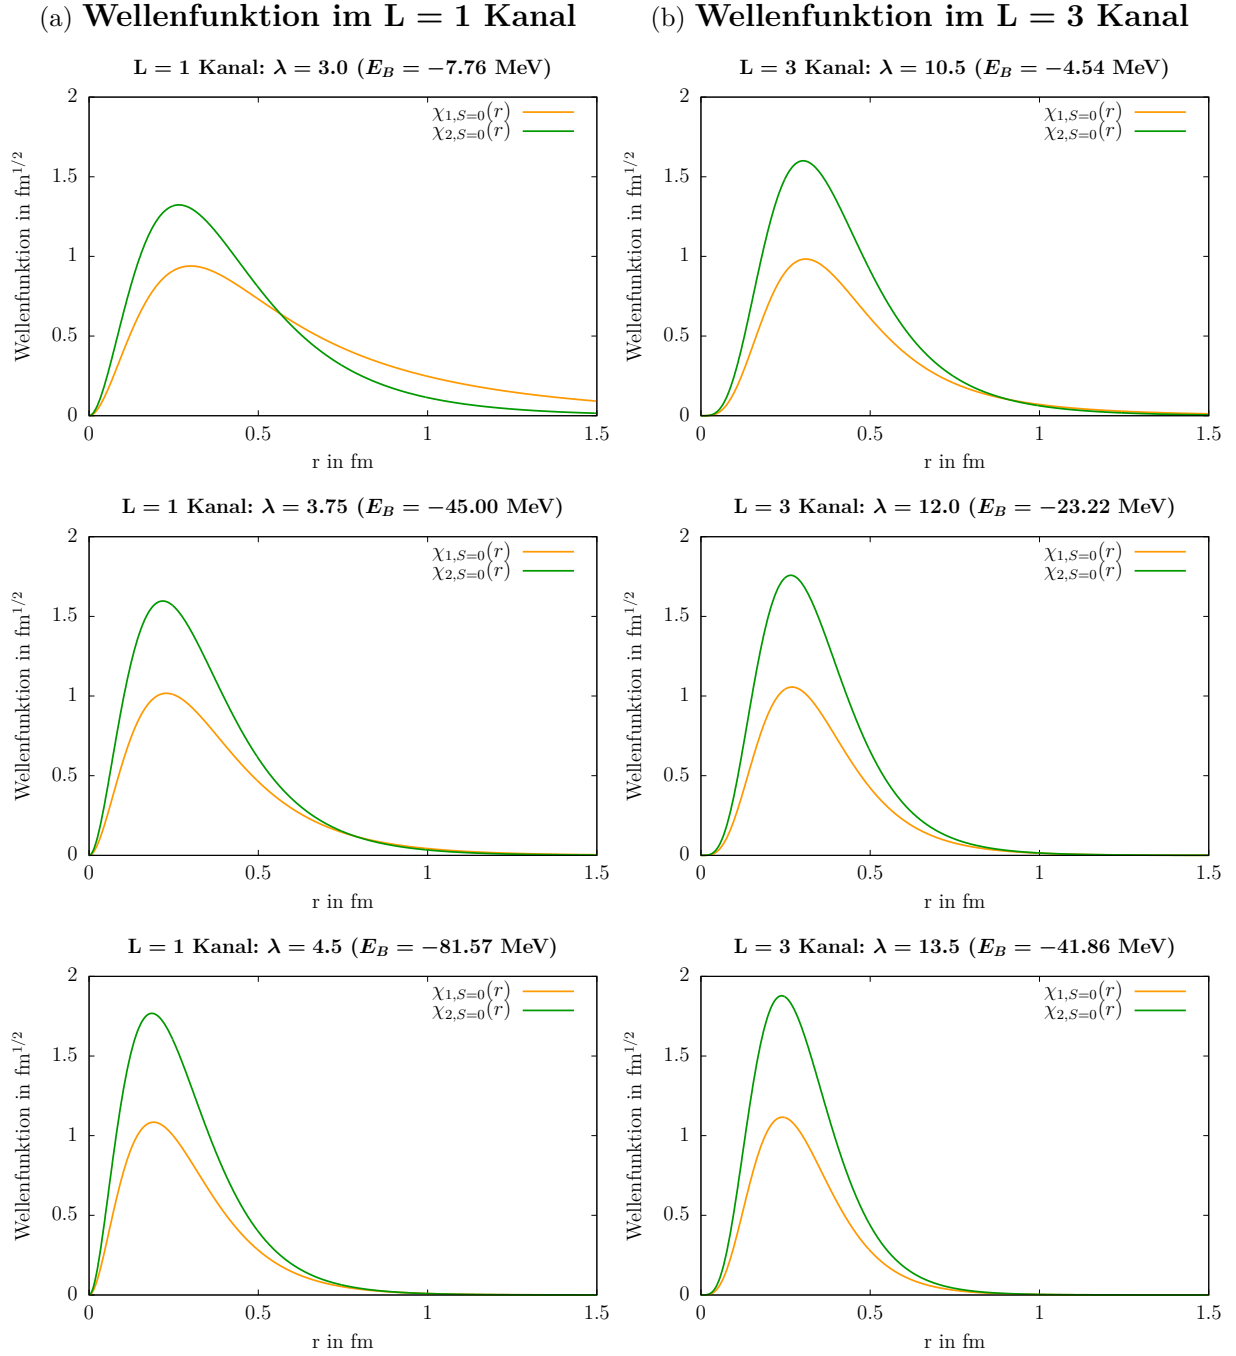 (a) Wellenfunktion im L = 1 Kanal
L = 1 Kanal: λ = 3.0 (E_B = −7.76 MeV)
Wellenfunktion in fm^{1/2}
2
1.5
1
0.5
0
χ_{1,S=0}(r)
χ_{2,S=0}(r)
0 0.5 1 1.5
r in fm
L = 1 Kanal: λ = 3.75 (E_B = −45.00 MeV)
Wellenfunktion in fm^{1/2}
2
1.5
1
0.5
0
χ_{1,S=0}(r)
χ_{2,S=0}(r)
0 0.5 1 1.5
r in fm
L = 1 Kanal: λ = 4.5 (E_B = −81.57 MeV)
Wellenfunktion in fm^{1/2}
2
1.5
1
0.5
0
χ_{1,S=0}(r)
χ_{2,S=0}(r)
0 0.5 1 1.5
r in fm
(b) Wellenfunktion im L = 3 Kanal
L = 3 Kanal: λ = 10.5 (E_B = −4.54 MeV)
Wellenfunktion in fm^{1/2}
2
1.5
1
0.5
0
χ_{1,S=0}(r)
χ_{2,S=0}(r)
0 0.5 1 1.5
r in fm
L = 3 Kanal: λ = 12.0 (E_B = −23.22 MeV)
Wellenfunktion in fm^{1/2}
2
1.5
1
0.5
0
χ_{1,S=0}(r)
χ_{2,S=0}(r)
0 0.5 1 1.5
r in fm
L = 3 Kanal: λ = 13.5 (E_B = −41.86 MeV)
Wellenfunktion in fm^{1/2}
2
1.5
1
0.5
0
χ_{1,S=0}(r)
χ_{2,S=0}(r)
0 0.5 1 1.5
r in fm